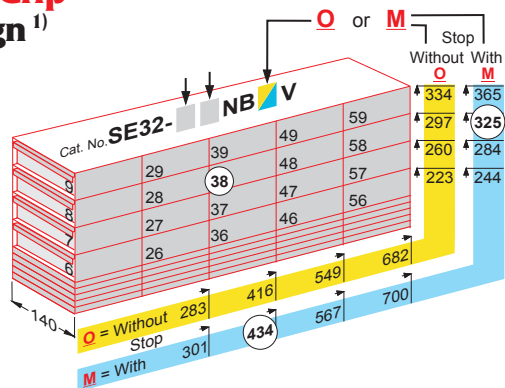 Grip
gn 1)
O or M
Stop
Without With
O M
334 365
297 325
260 284
223 244
Cat. No. SE32- NB V
9 29 39 49 59
8 28 38 48 58
7 27 37 47 57
6 26 36 46 56
140
O = Without 283 416 549 682
Stop
M = With 301 434 567 700